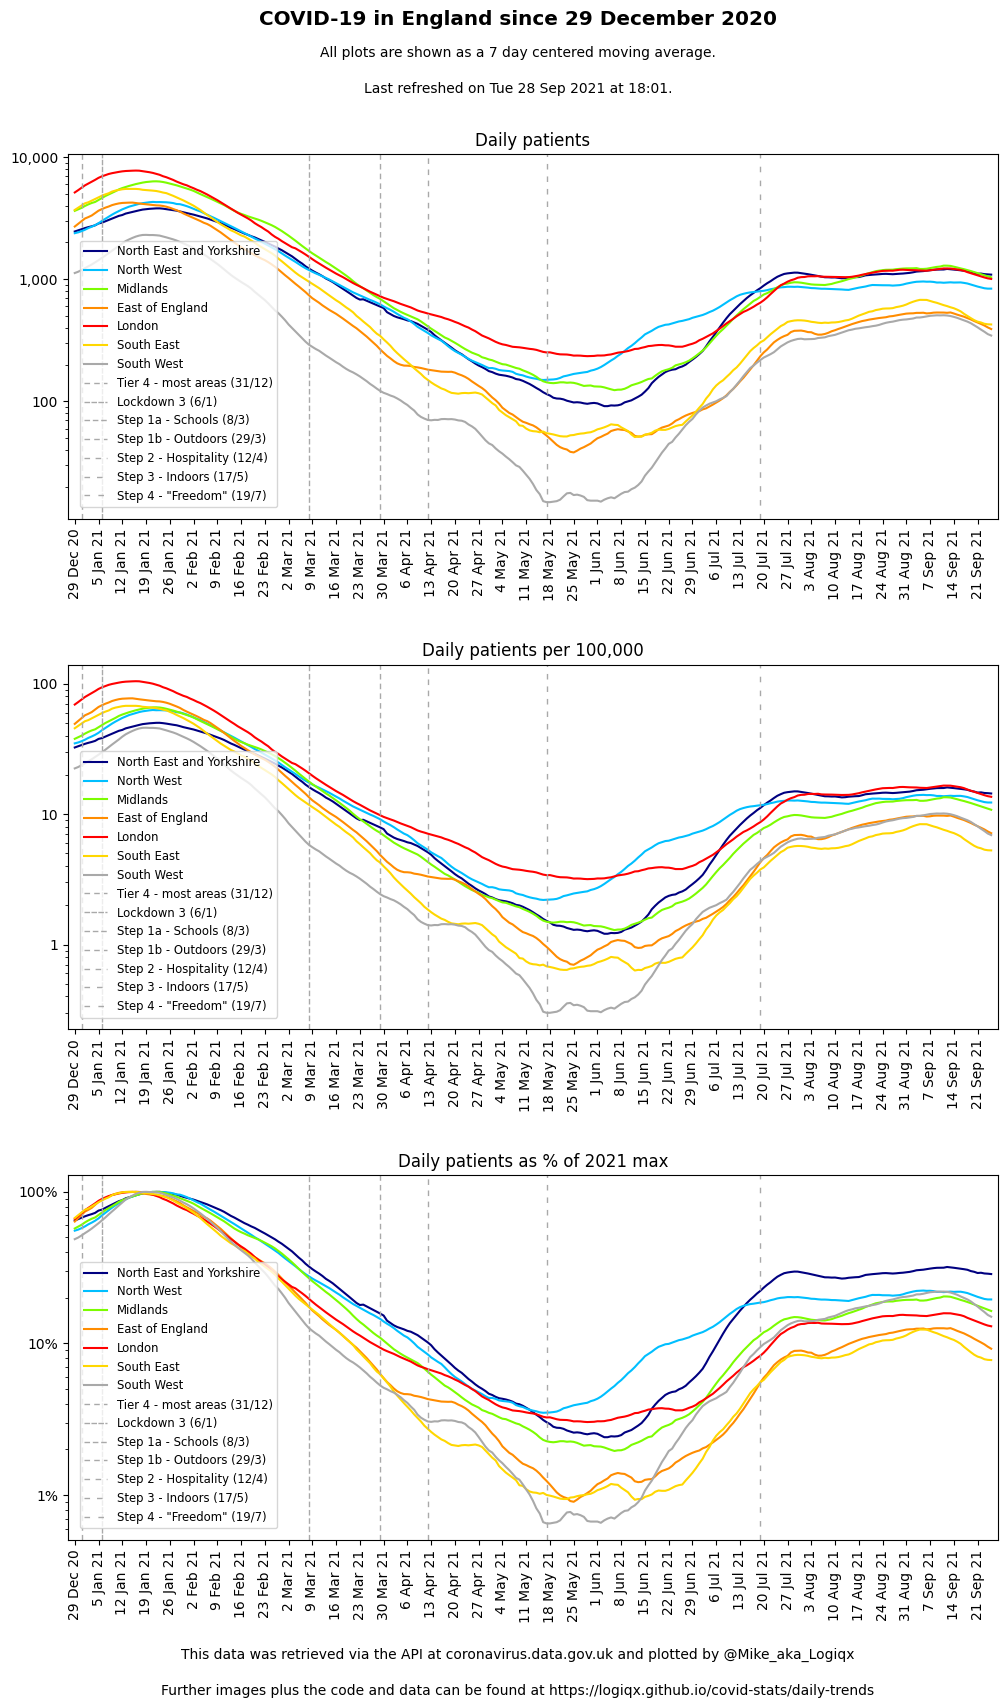 COVID-19 in England since 29 December 2020
All plots are shown as a 7 day centered moving average.
Last refreshed on Tue 28 Sep 2021 at 18:01.
Daily patients
10,000
1,000
100
North East and Yorkshire
North West
Midlands
East of England
London
South East
South West
Tier 4 - most areas (31/12)
Lockdown 3 (6/1)
Step 1a - Schools (8/3)
Step 1b - Outdoors (29/3)
Step 2 - Hospitality (12/4)
Step 3 - Indoors (17/5)
Step 4 - "Freedom" (19/7)
29 Dec 20
5 Jan 21
12 Jan 21
19 Jan 21
26 Jan 21
2 Feb 21
9 Feb 21
16 Feb 21
23 Feb 21
2 Mar 21
9 Mar 21
16 Mar 21
23 Mar 21
30 Mar 21
6 Apr 21
13 Apr 21
20 Apr 21
27 Apr 21
4 May 21
11 May 21
18 May 21
25 May 21
1 Jun 21
8 Jun 21
15 Jun 21
22 Jun 21
29 Jun 21
6 Jul 21
13 Jul 21
20 Jul 21
27 Jul 21
3 Aug 21
10 Aug 21
17 Aug 21
24 Aug 21
31 Aug 21
7 Sep 21
14 Sep 21
21 Sep 21
Daily patients per 100,000
100
10
1
North East and Yorkshire
North West
Midlands
East of England
London
South East
South West
Tier 4 - most areas (31/12)
Lockdown 3 (6/1)
Step 1a - Schools (8/3)
Step 1b - Outdoors (29/3)
Step 2 - Hospitality (12/4)
Step 3 - Indoors (17/5)
Step 4 - "Freedom" (19/7)
29 Dec 20
5 Jan 21
12 Jan 21
19 Jan 21
26 Jan 21
2 Feb 21
9 Feb 21
16 Feb 21
23 Feb 21
2 Mar 21
9 Mar 21
16 Mar 21
23 Mar 21
30 Mar 21
6 Apr 21
13 Apr 21
20 Apr 21
27 Apr 21
4 May 21
11 May 21
18 May 21
25 May 21
1 Jun 21
8 Jun 21
15 Jun 21
22 Jun 21
29 Jun 21
6 Jul 21
13 Jul 21
20 Jul 21
27 Jul 21
3 Aug 21
10 Aug 21
17 Aug 21
24 Aug 21
31 Aug 21
7 Sep 21
14 Sep 21
21 Sep 21
Daily patients as % of 2021 max
100%
10%
1%
North East and Yorkshire
North West
Midlands
East of England
London
South East
South West
Tier 4 - most areas (31/12)
Lockdown 3 (6/1)
Step 1a - Schools (8/3)
Step 1b - Outdoors (29/3)
Step 2 - Hospitality (12/4)
Step 3 - Indoors (17/5)
Step 4 - "Freedom" (19/7)
29 Dec 20
5 Jan 21
12 Jan 21
19 Jan 21
26 Jan 21
2 Feb 21
9 Feb 21
16 Feb 21
23 Feb 21
2 Mar 21
9 Mar 21
16 Mar 21
23 Mar 21
30 Mar 21
6 Apr 21
13 Apr 21
20 Apr 21
27 Apr 21
4 May 21
11 May 21
18 May 21
25 May 21
1 Jun 21
8 Jun 21
15 Jun 21
22 Jun 21
29 Jun 21
6 Jul 21
13 Jul 21
20 Jul 21
27 Jul 21
3 Aug 21
10 Aug 21
17 Aug 21
24 Aug 21
31 Aug 21
7 Sep 21
14 Sep 21
21 Sep 21
This data was retrieved via the API at coronavirus.data.gov.uk and plotted by @Mike_aka_Logiqx
Further images plus the code and data can be found at https://logiqx.github.io/covid-stats/daily-trends